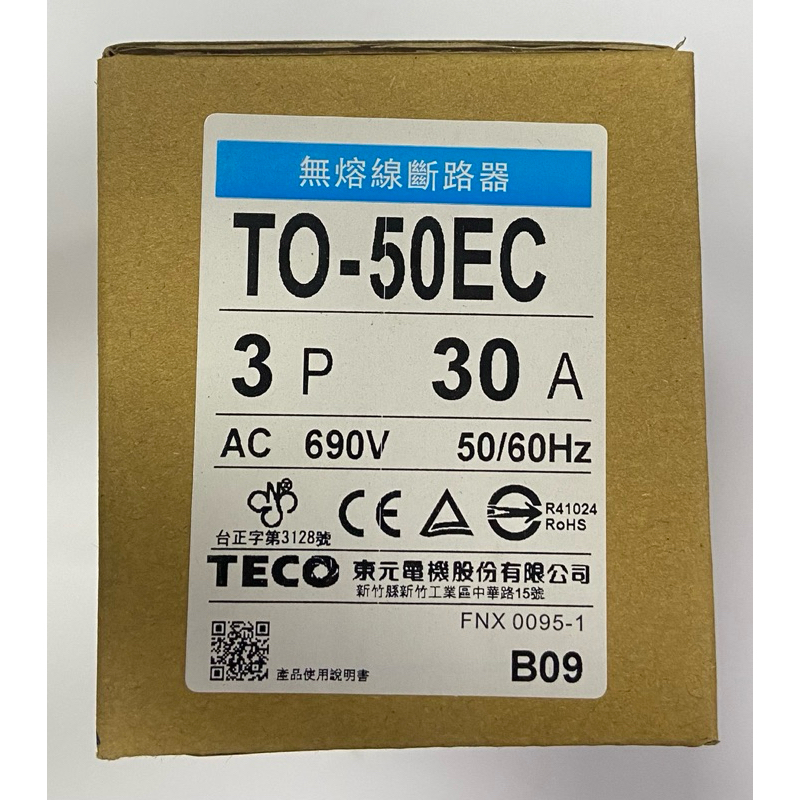 無熔線斷路器
TO-50EC
3 P 30 A
AC 690V 50/60Hz
R41024
RoHS
台正字第3128號
TECO 東元電機股份有限公司
新竹縣新竹工業區中華路15號
FNX 0095-1
產品使用說明書 B09